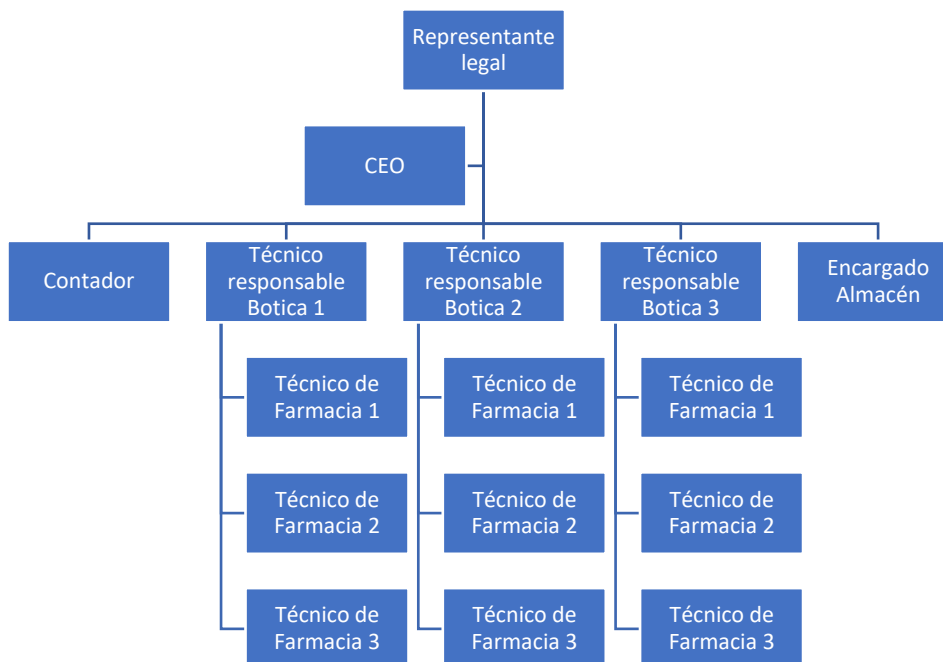 Representante
legal
CEO
Contador
Técnico
responsable
Botica 1
Técnico
responsable
Botica 2
Técnico
responsable
Botica 3
Encargado
Almacén
Técnico de
Farmacia 1
Técnico de
Farmacia 1
Técnico de
Farmacia 1
Técnico de
Farmacia 2
Técnico de
Farmacia 2
Técnico de
Farmacia 2
Técnico de
Farmacia 3
Técnico de
Farmacia 3
Técnico de
Farmacia 3